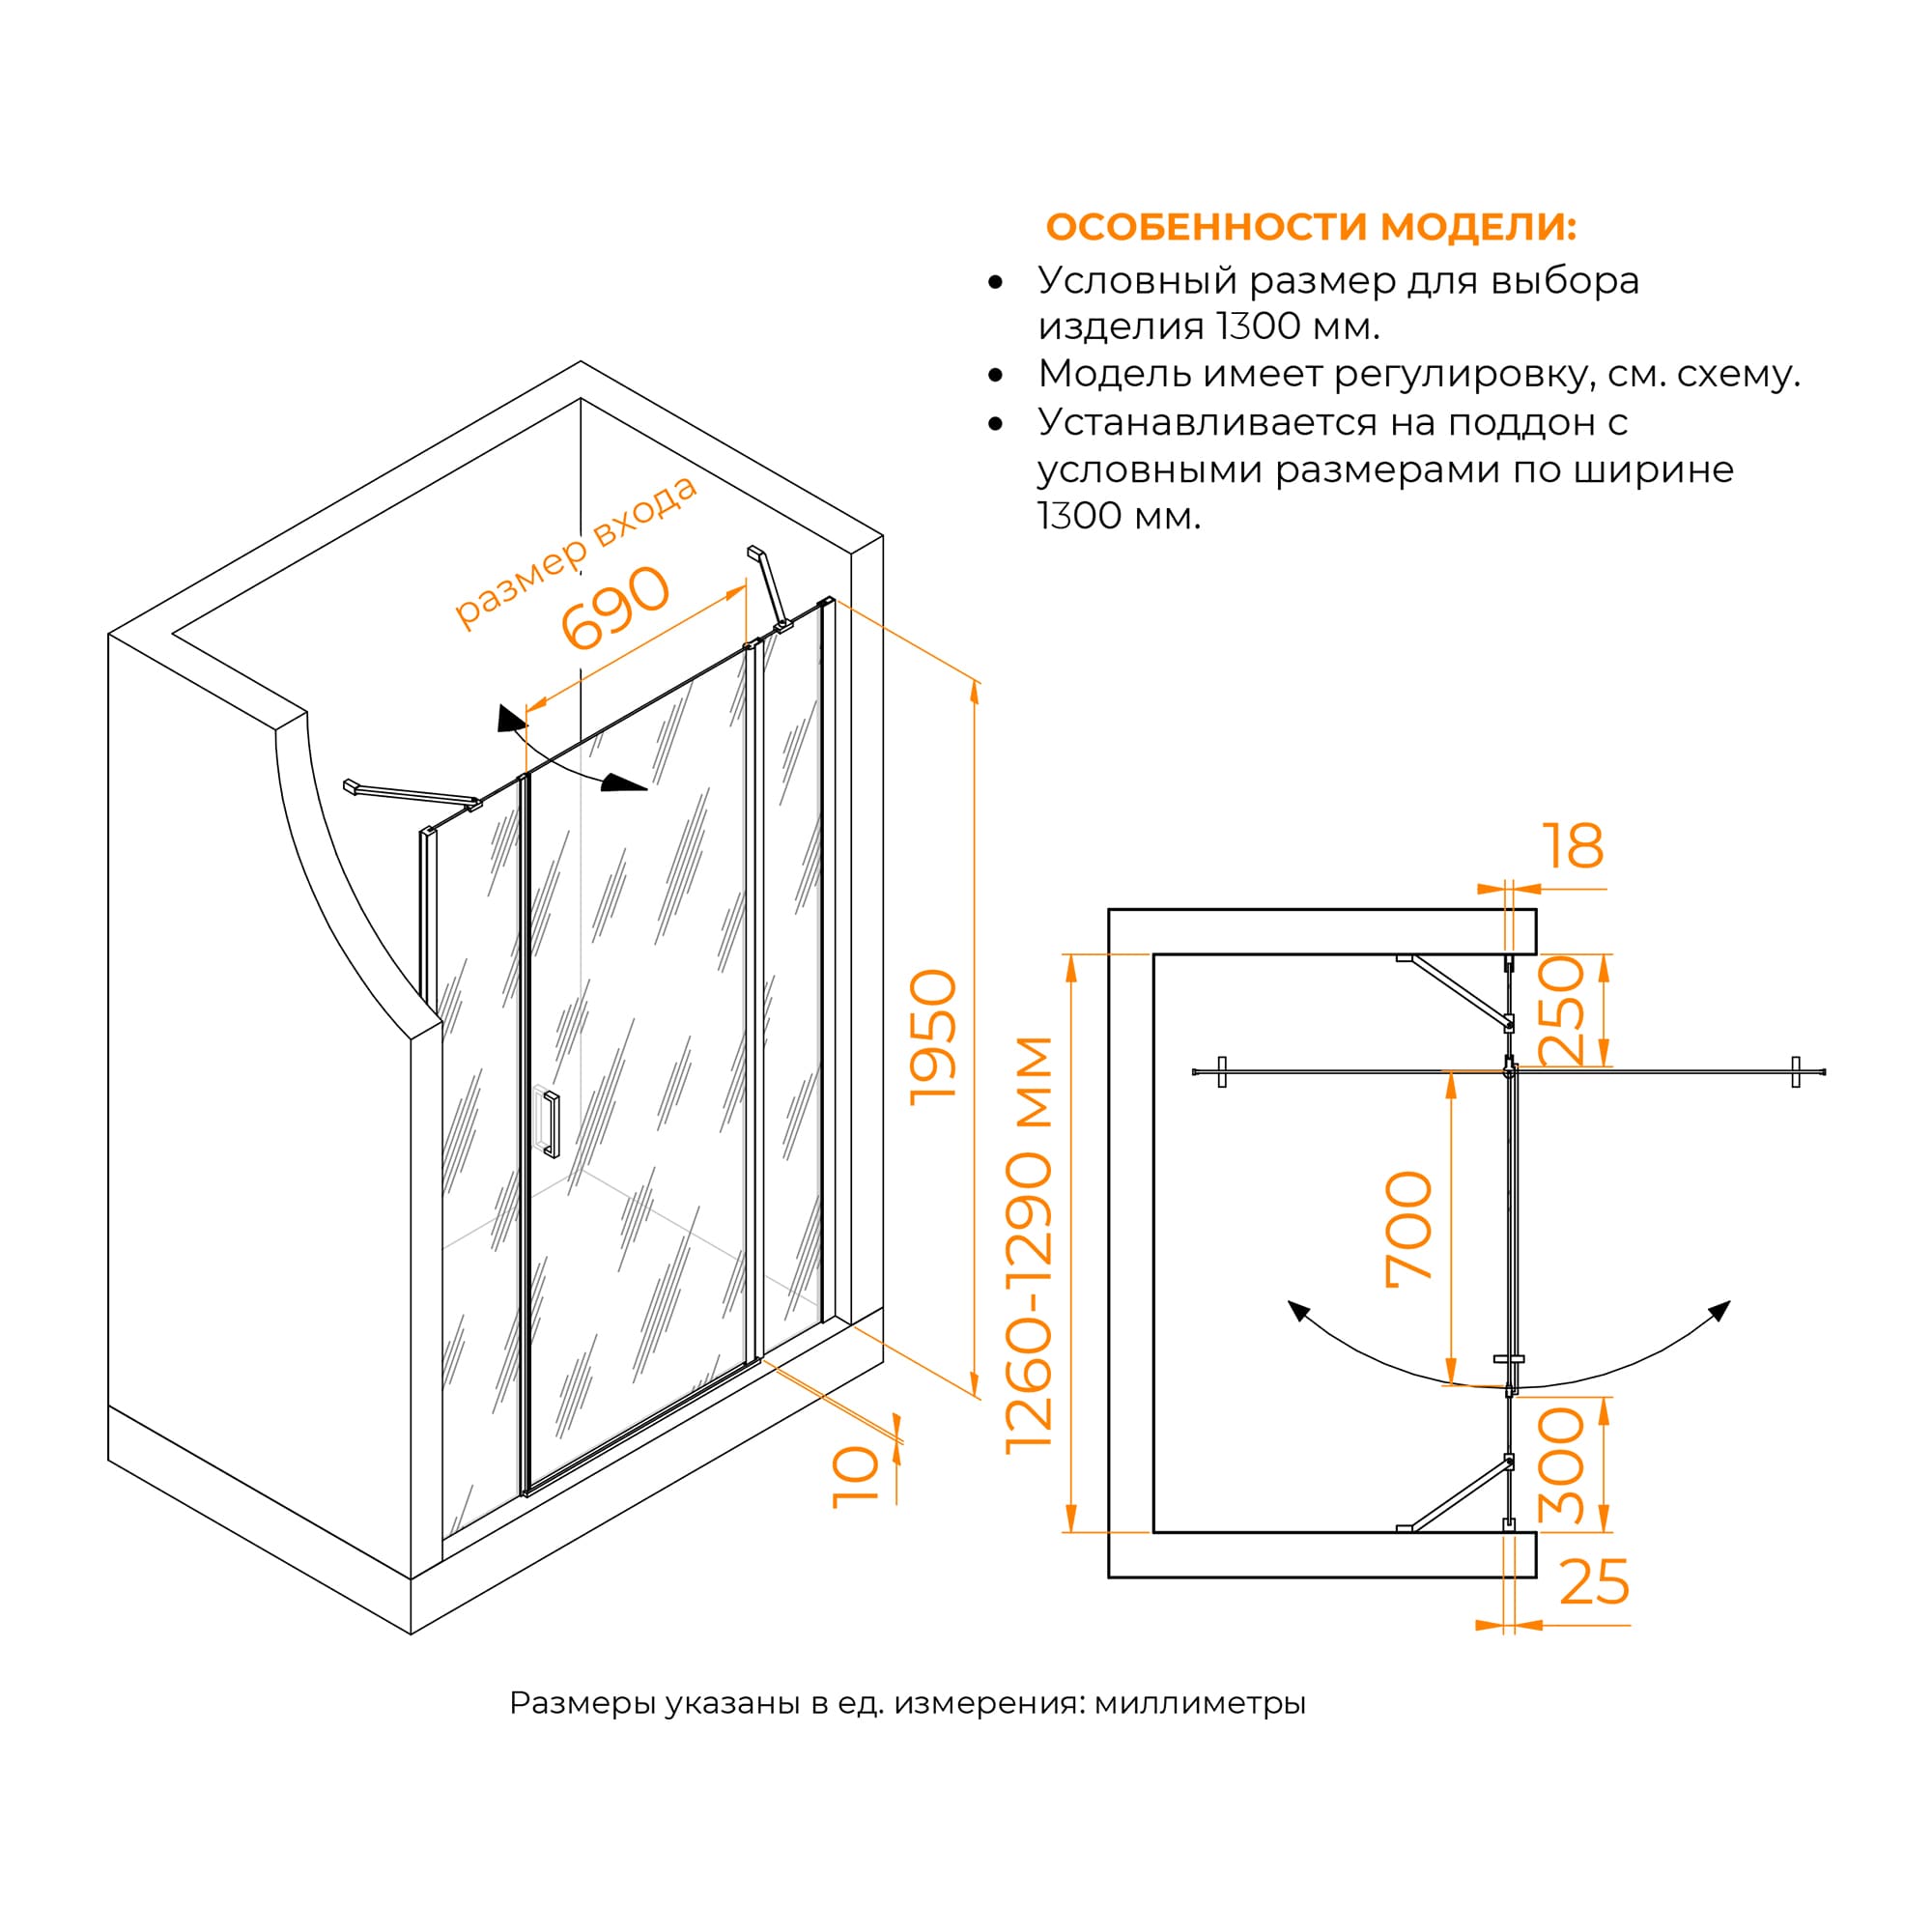 ОСОБЕННОСТИ МОДЕЛИ:
• Условный размер для выбора
изделия 1300 мм.
• Модель имеет регулировку, см. схему.
• Устанавливается на поддон с
условными размерами по ширине
1300 мм.
размер входа
690
1950
10
18
250
1260-1290 мм
700
300
25
Размеры указаны в ед. измерения: миллиметры